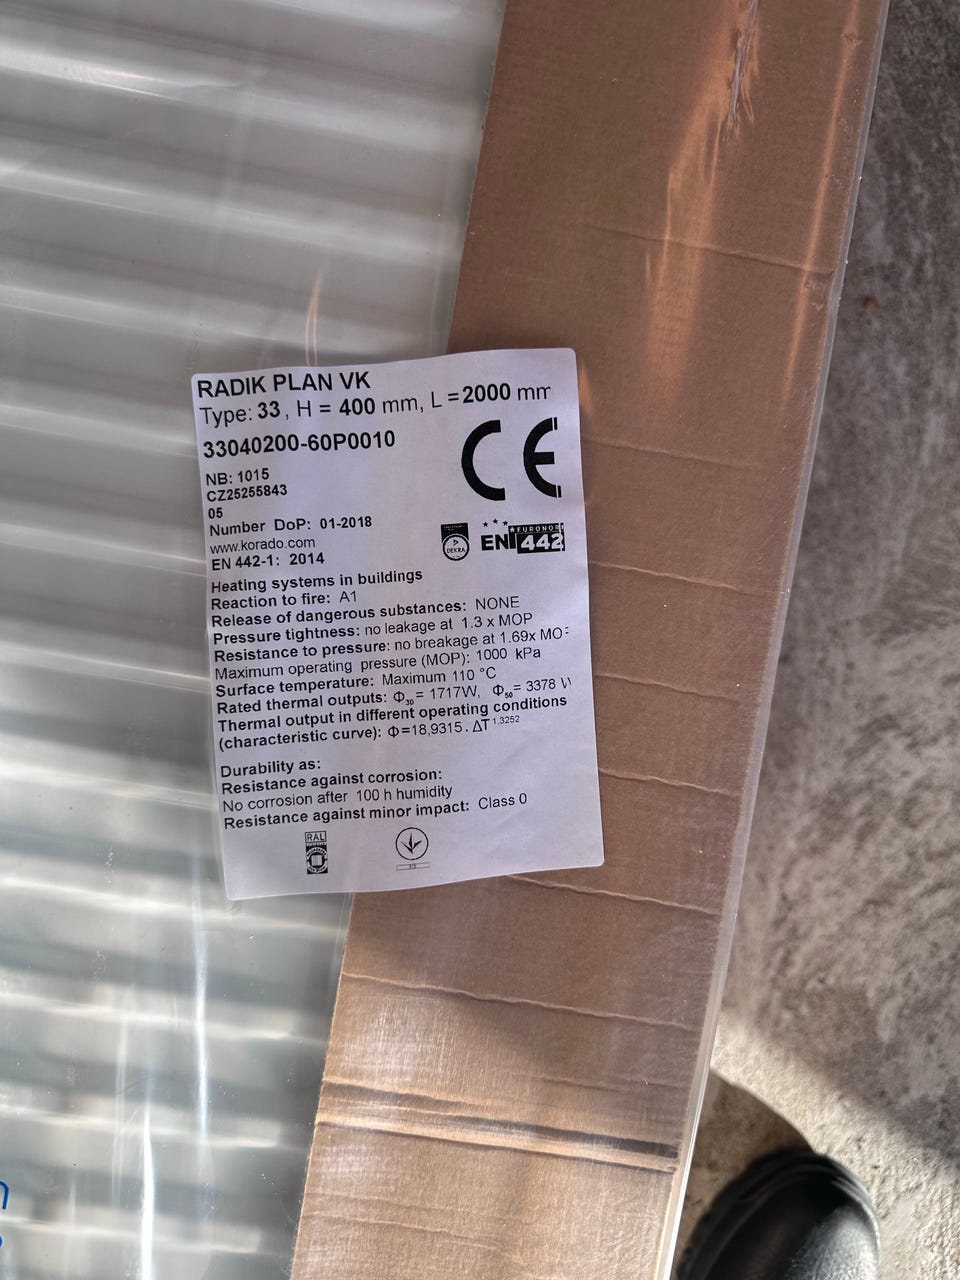 RADIK PLAN VK
Type: 33, H = 400 mm, L = 2000 mm
33040200-60P0010
CE
NB: 1015
CZ25255843
05
Number DoP: 01-2018
www.korado.com
EN 442-1: 2014
DEKRA
EN 442
Heating systems in buildings
Reaction to fire: A1
Release of dangerous substances: NONE
Pressure tightness: no leakage at 1.3 x MOP
Resistance to pressure: no breakage at 1.69x
Maximum operating pressure (MOP): 1000 kPa
Surface temperature: Maximum 110 °C
Rated thermal outputs: Φ₃₀= 1717W, Φ₅₀= 3378
Thermal output in different operating conditions
(characteristic curve): Φ=18,9315. ΔT¹·³²⁵²
Durability as:
Resistance against corrosion:
No corrosion after 100 h humidity
Resistance against minor impact: Class 0
RAL